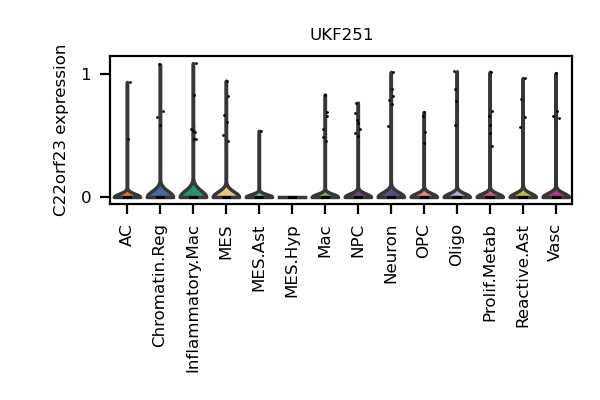 UKF251
C22orf23 expression
1
0
AC
Chromatin.Reg
Inflammatory.Mac
MES
MES.Ast
MES.Hyp
Mac
NPC
Neuron
OPC
Oligo
Prolif.Metab
Reactive.Ast
Vasc